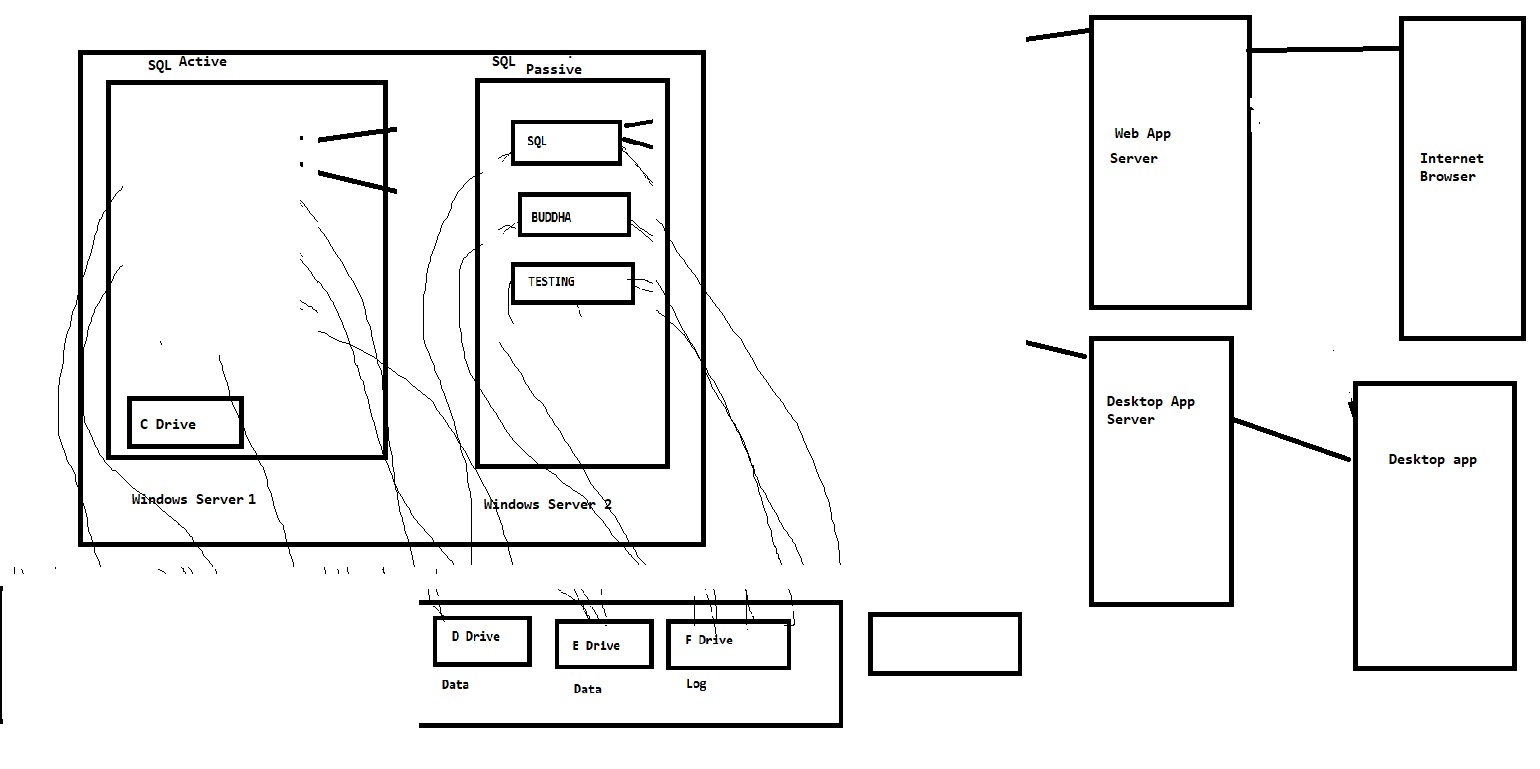 SQL Active
SQL
Passive
SQL
BUDDHA
TESTING
C Drive
Windows Server 1
Windows Server 2
D Drive
E Drive
F Drive
Data
Data
Log
Web App
Server
Internet
Browser
Desktop App
Server
Desktop app